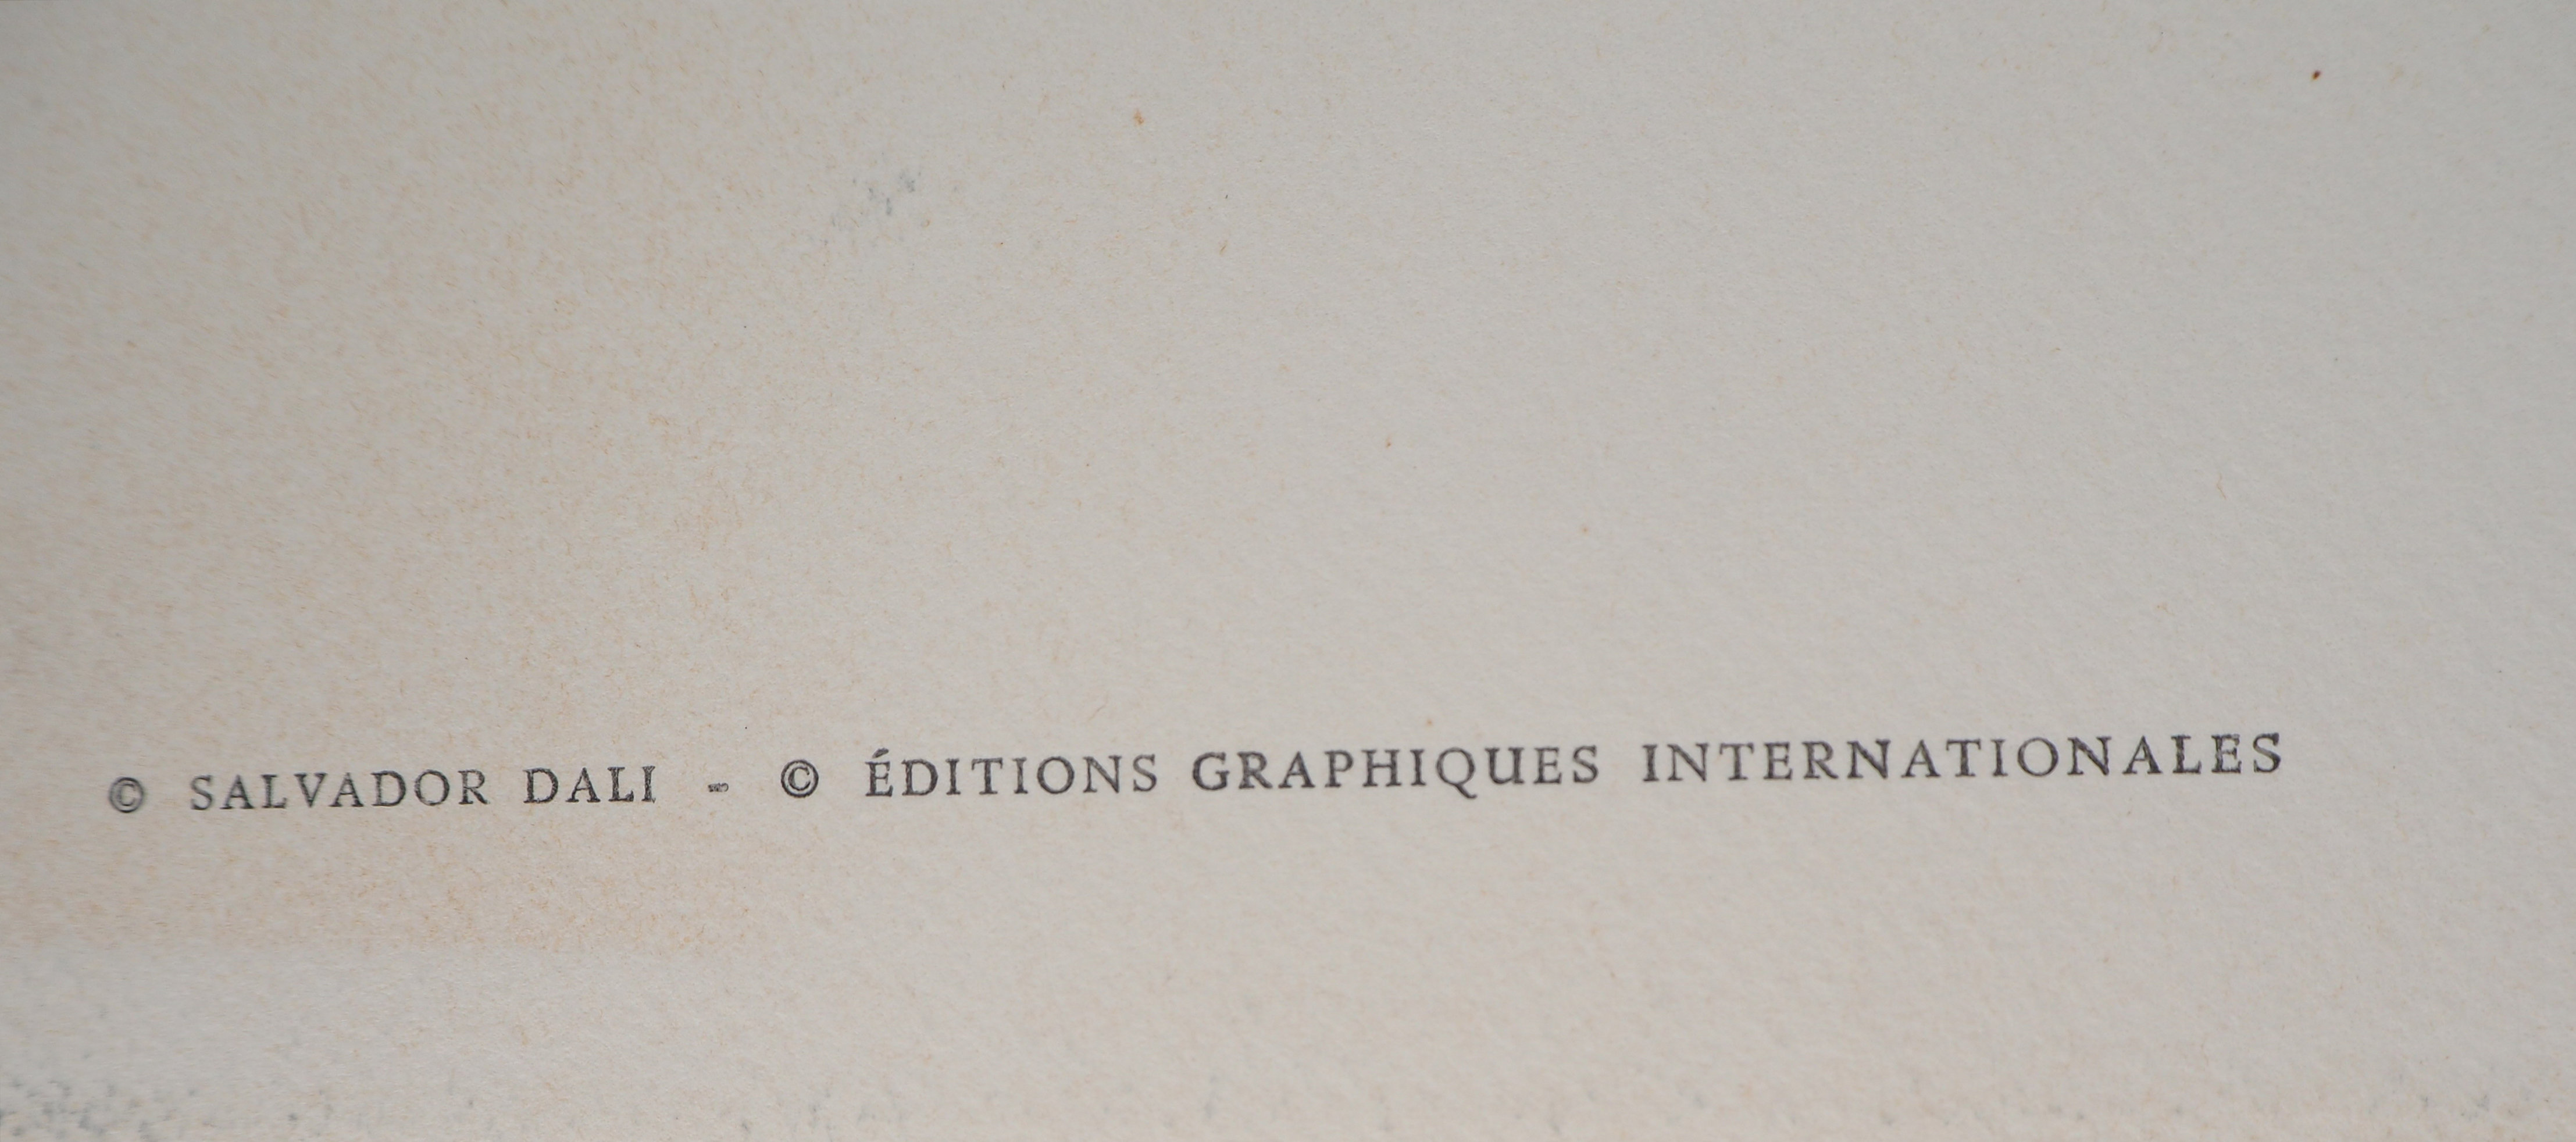 © SALVADOR DALI - © ÉDITIONS GRAPHIQUES INTERNATIONALES